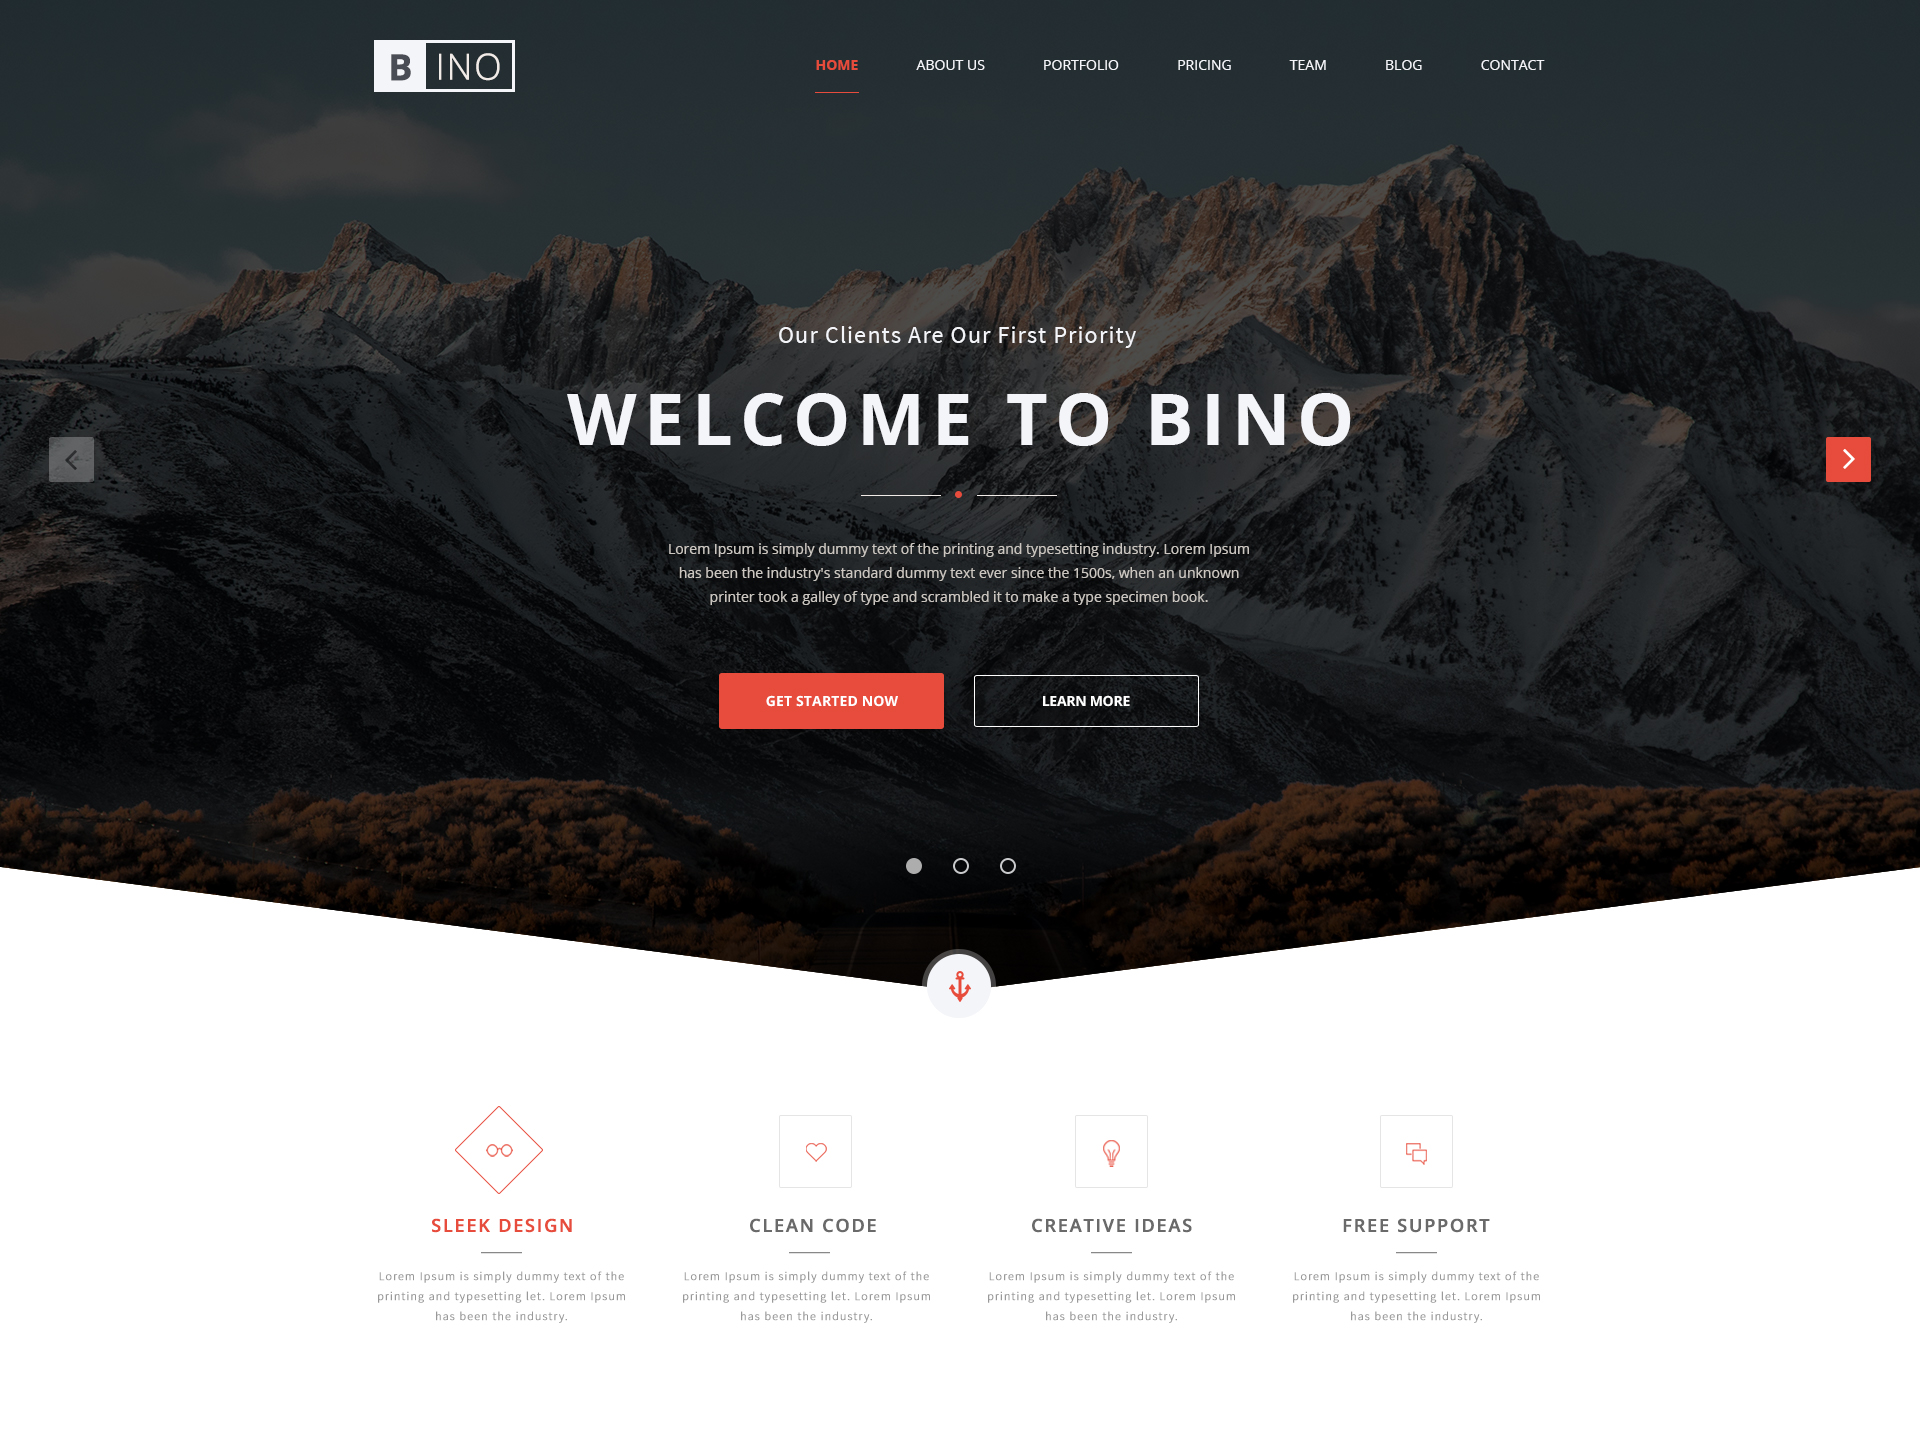 BINO
HOME ABOUT US PORTFOLIO PRICING TEAM BLOG CONTACT
Our Clients Are Our First Priority
WELCOME TO BINO
Lorem Ipsum is simply dummy text of the printing and typesetting industry. Lorem Ipsum
has been the industry's standard dummy text ever since the 1500s, when an unknown
printer took a galley of type and scrambled it to make a type specimen book.
GET STARTED NOW
LEARN MORE
SLEEK DESIGN
Lorem Ipsum is simply dummy text of the
printing and typesetting let. Lorem Ipsum
has been the industry.
CLEAN CODE
Lorem Ipsum is simply dummy text of the
printing and typesetting let. Lorem Ipsum
has been the industry.
CREATIVE IDEAS
Lorem Ipsum is simply dummy text of the
printing and typesetting let. Lorem Ipsum
has been the industry.
FREE SUPPORT
Lorem Ipsum is simply dummy text of the
printing and typesetting let. Lorem Ipsum
has been the industry.